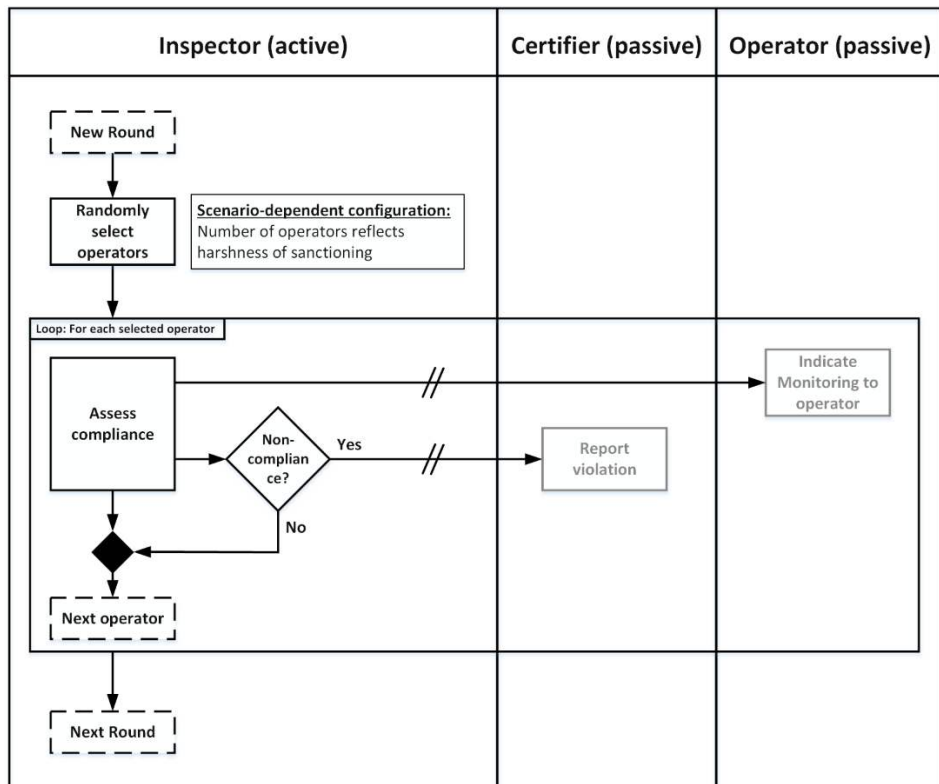 Inspector (active)
Certifier (passive)
Operator (passive)
New Round
Randomly
select
operators
Scenario-dependent configuration:
Number of operators reflects
harshness of sanctioning
Loop: For each selected operator
Indicate
Monitoring to
operator
Assess
compliance
Non-
complian
ce?
Yes
Report
violation
No
Next operator
Next Round